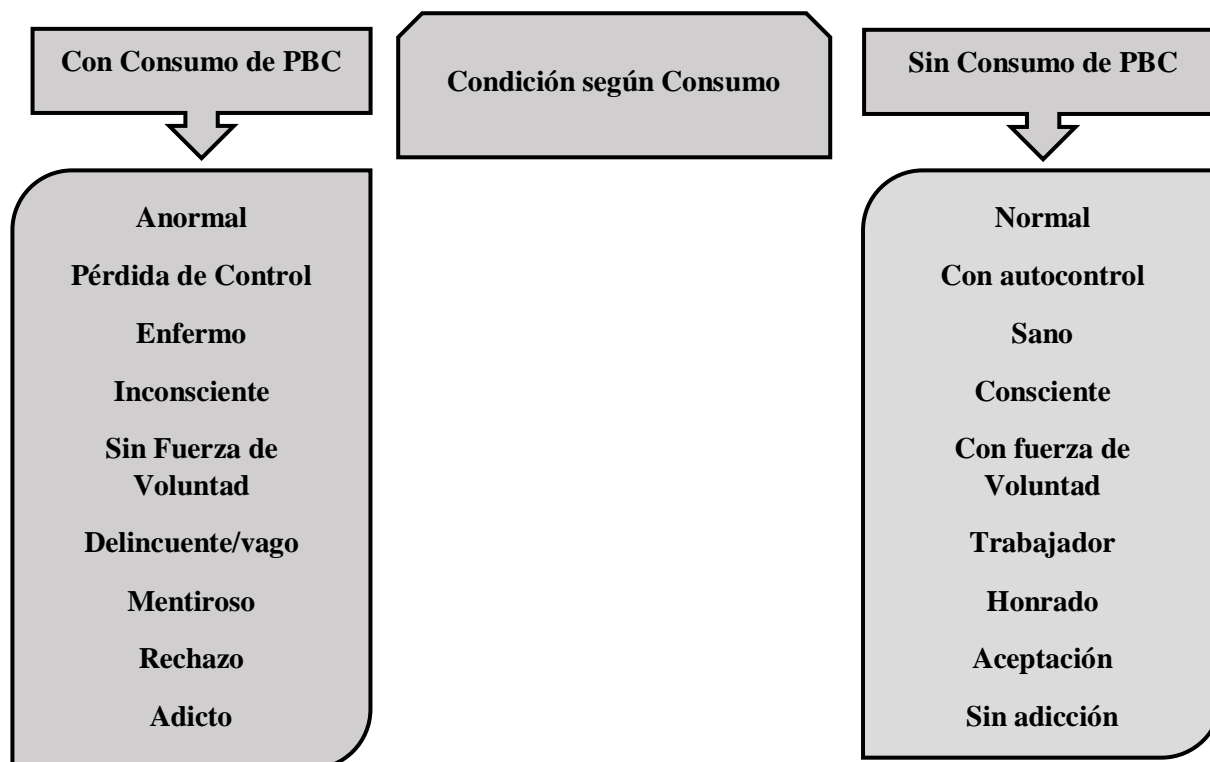 Con Consumo de PBC
Condición según Consumo
Sin Consumo de PBC
Anormal
Pérdida de Control
Enfermo
Inconsciente
Sin Fuerza de
Voluntad
Delincuente/vago
Mentiroso
Rechazo
Adicto
Normal
Con autocontrol
Sano
Consciente
Con fuerza de
Voluntad
Trabajador
Honrado
Aceptación
Sin adicción